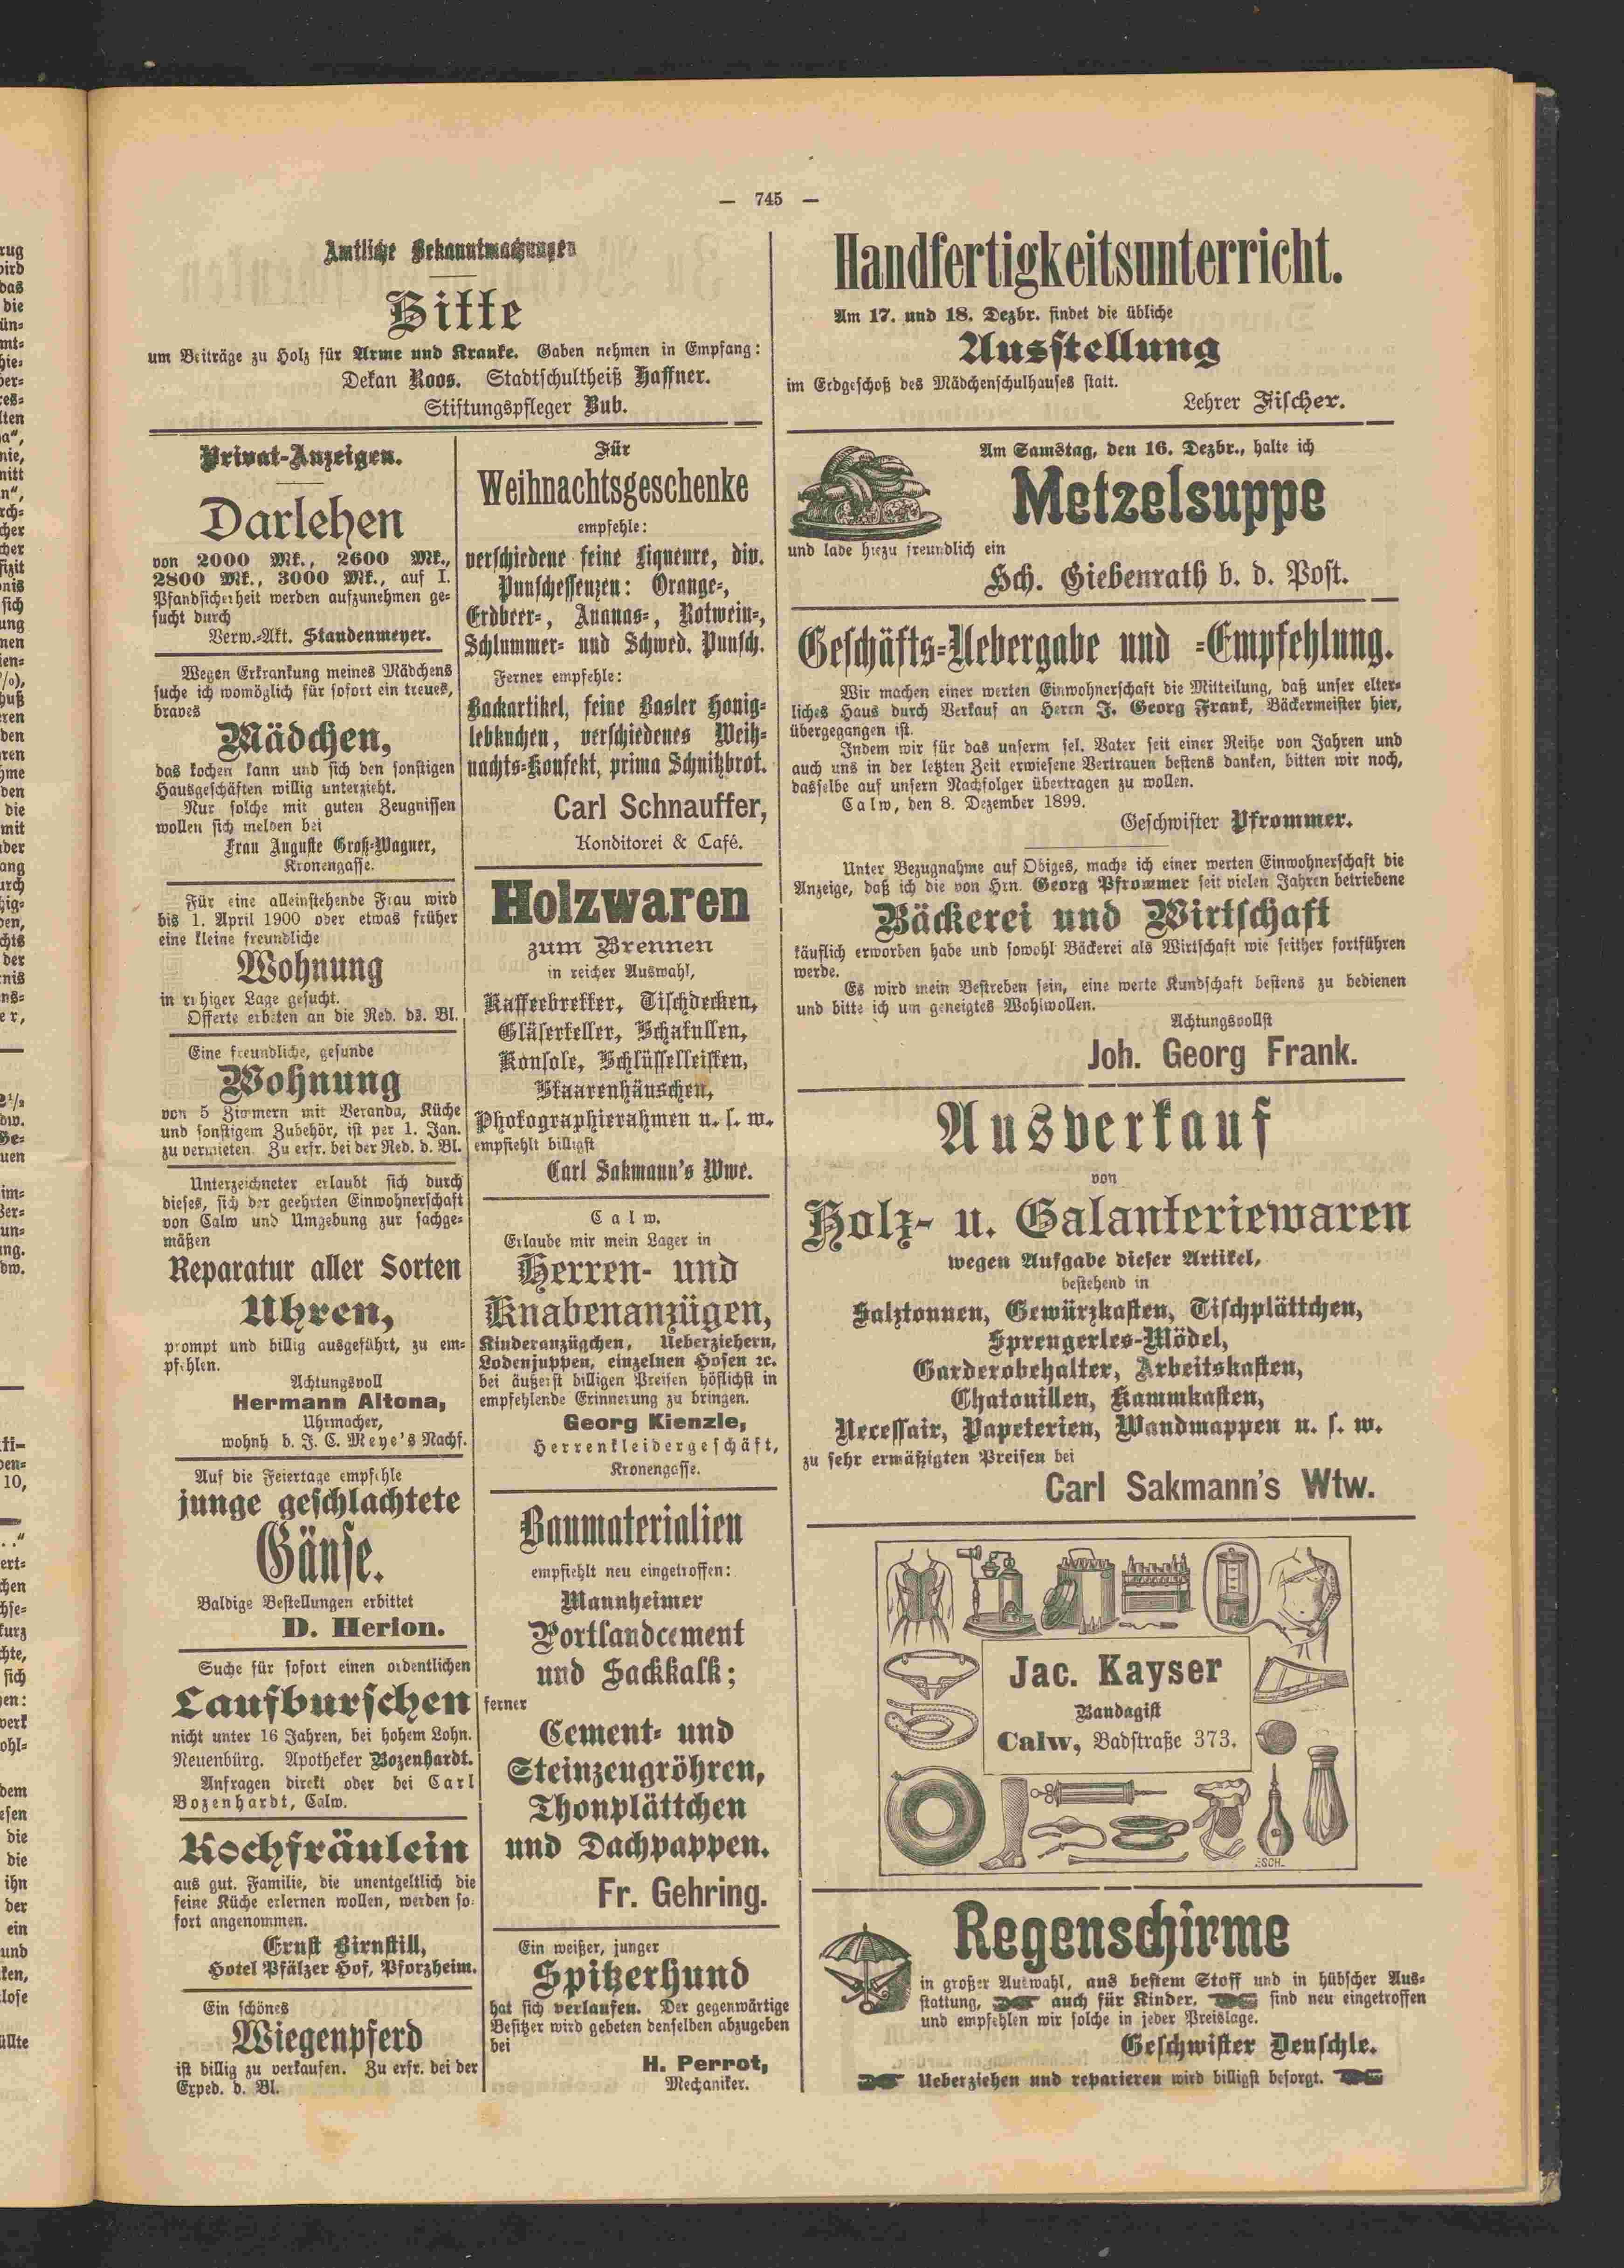 — 745 —
Amtliche Bekanntmachungen
Bitte
um Beiträge zu Holz für Arme und Kranke. Gaben nehmen in Empfang:
Dekan Roos. Stadtschultheiß Haffner.
Stiftungspfleger Bub.
Privat-Anzeigen.
Darlehen
von 2000 Mk., 2600 Mk.,
2800 Mk., 3000 Mk., auf I.
Pfandsicherheit werden aufzunehmen ge-
sucht durch
Verw.-Akt. Staudenmeyer.
Wegen Erkrankung meines Mädchens
suche ich womöglich für sofort ein treues,
braves
Mädchen,
das kochen kann und sich den sonstigen
Hausgeschäften willig unterzieht.
Nur solche mit guten Zeugnissen
wollen sich melden bei
Frau Auguste Groß-Wagner,
Kronengasse.
Für eine alleinstehende Frau wird
bis 1. April 1900 oder etwas früher
eine kleine freundliche
Wohnung
in ruhiger Lage gesucht.
Offerte erbeten an die Red. ds. Bl.
Eine freundliche, gesunde
Wohnung
von 5 Zimmern mit Veranda, Küche
und sonstigem Zubehör, ist per 1. Jan.
zu vermieten. Zu erfr. bei der Red. d. Bl.
Unterzeichneter erlaubt sich durch
dieses, sich der geehrten Einwohnerschaft
von Calw und Umgebung zur sachge-
mäßen
Reparatur aller Sorten
Uhren,
prompt und billig ausgeführt, zu em-
pfehlen.
Achtungsvoll
Hermann Altona,
Uhrmacher,
wohnh b. J. C. Meye's Nachf.
Auf die Feiertage empfehle
junge geschlachtete
Gänse.
Baldige Bestellungen erbittet
D. Herion.
Suche für sofort einen ordentlichen
Laufburschen
nicht unter 16 Jahren, bei hohem Lohn.
Neuenbürg. Apotheker Bozenhardt.
Anfragen direkt oder bei Carl
Bozenhardt, Calw.
Kochfräulein
aus gut. Familie, die unentgeltlich die
feine Küche erlernen wollen, werden so-
fort angenommen.
Ernst Birnstill,
Hotel Pfälzer Hof, Pforzheim.
Ein schönes
Wiegenpferd
ist billig zu verkaufen. Zu erfr. bei der
Exped. d. Bl.
Für
Weihnachtsgeschenke
empfehle:
verschiedene feine Liqueure, div.
Punschessenzen: Orange-,
Erdbeer-, Ananas-, Rotwein-,
Schlummer- und Schwed. Punsch.
Ferner empfehle:
Backartikel, feine Basler Honig-
lebkuchen, verschiedenes Weih-
nachts-Konfekt, prima Schnitzbrot.
Carl Schnauffer,
Konditorei & Café.
Holzwaren
zum Brennen
in reicher Auswahl,
Kaffeebretter, Tischdecken,
Gläserteller, Schatullen,
Konsole, Schlüsselleisten,
Staarenhäuschen,
Photographierahmen u. s. w.
empfiehlt billigst
Carl Sakmann's Wwe.
Calw.
Erlaube mir mein Lager in
Herren- und
Knabenanzügen,
Kinderanzügchen, Ueberziehern,
Lodenjuppen, einzelnen Hosen ꝛc.
bei äußerst billigen Preisen höflichst in
empfehlende Erinnerung zu bringen.
Georg Kienzle,
Herrenkleidergeschäft,
Kronengasse.
Baumaterialien
empfiehlt neu eingetroffen:
Mannheimer
Portlandcement
und Sackkalk;
ferner
Cement- und
Steinzeugröhren,
Thonplättchen
und Dachpappen.
Fr. Gehring.
Ein weißer, junger
Spitzerhund
hat sich verlaufen. Der gegenwärtige
Besitzer wird gebeten denselben abzugeben
bei
H. Perrot,
Mechaniker.
Handfertigkeitsunterricht.
Am 17. und 18. Dezbr. findet die übliche
Ausstellung
im Erdgeschoß des Mädchenschulhauses statt.
Lehrer Fischer.
Am Samstag, den 16. Dezbr., halte ich
Metzelsuppe
und lade hiezu freundlich ein
Sch. Giebenrath b. d. Post.
Geschäfts-Uebergabe und -Empfehlung.
Wir machen einer werten Einwohnerschaft die Mitteilung, daß unser elter-
liches Haus durch Verkauf an Herrn J. Georg Frank, Bäckermeister hier,
übergegangen ist.
Indem wir für das unserm sel. Vater seit einer Reihe von Jahren und
auch uns in der letzten Zeit erwiesene Vertrauen bestens danken, bitten wir noch,
dasselbe auf unsern Nachfolger übertragen zu wollen.
Calw, den 8. Dezember 1899.
Geschwister Pfrommer.
Unter Bezugnahme auf Obiges, mache ich einer werten Einwohnerschaft die
Anzeige, daß ich die von Hrn. Georg Pfrommer seit vielen Jahren betriebene
Bäckerei und Wirtschaft
käuflich erworben habe und sowohl Bäckerei als Wirtschaft wie seither fortführen
werde.
Es wird mein Bestreben sein, eine werte Kundschaft bestens zu bedienen
und bitte ich um geneigtes Wohlwollen.
Achtungsvollst
Joh. Georg Frank.
Ausverkauf
von
Holz- u. Galanteriewaren
wegen Aufgabe dieser Artikel,
bestehend in
Salztonnen, Gewürzkasten, Tischplättchen,
Sprengerles-Mödel,
Garderobehalter, Arbeitskasten,
Chatouillen, Kammkasten,
Necessair, Papeterien, Wandmappen u. s. w.
zu sehr ermäßigten Preisen bei
Carl Sakmann's Wtw.
Jac. Kayser
Bandagist
Calw, Badstraße 373.
Regenschirme
in großer Auswahl, aus bestem Stoff und in hübscher Aus-
stattung, auch für Kinder, sind neu eingetroffen
und empfehlen wir solche in jeder Preislage.
Geschwister Deuschle.
Ueberziehen und reparieren wird billigst besorgt.